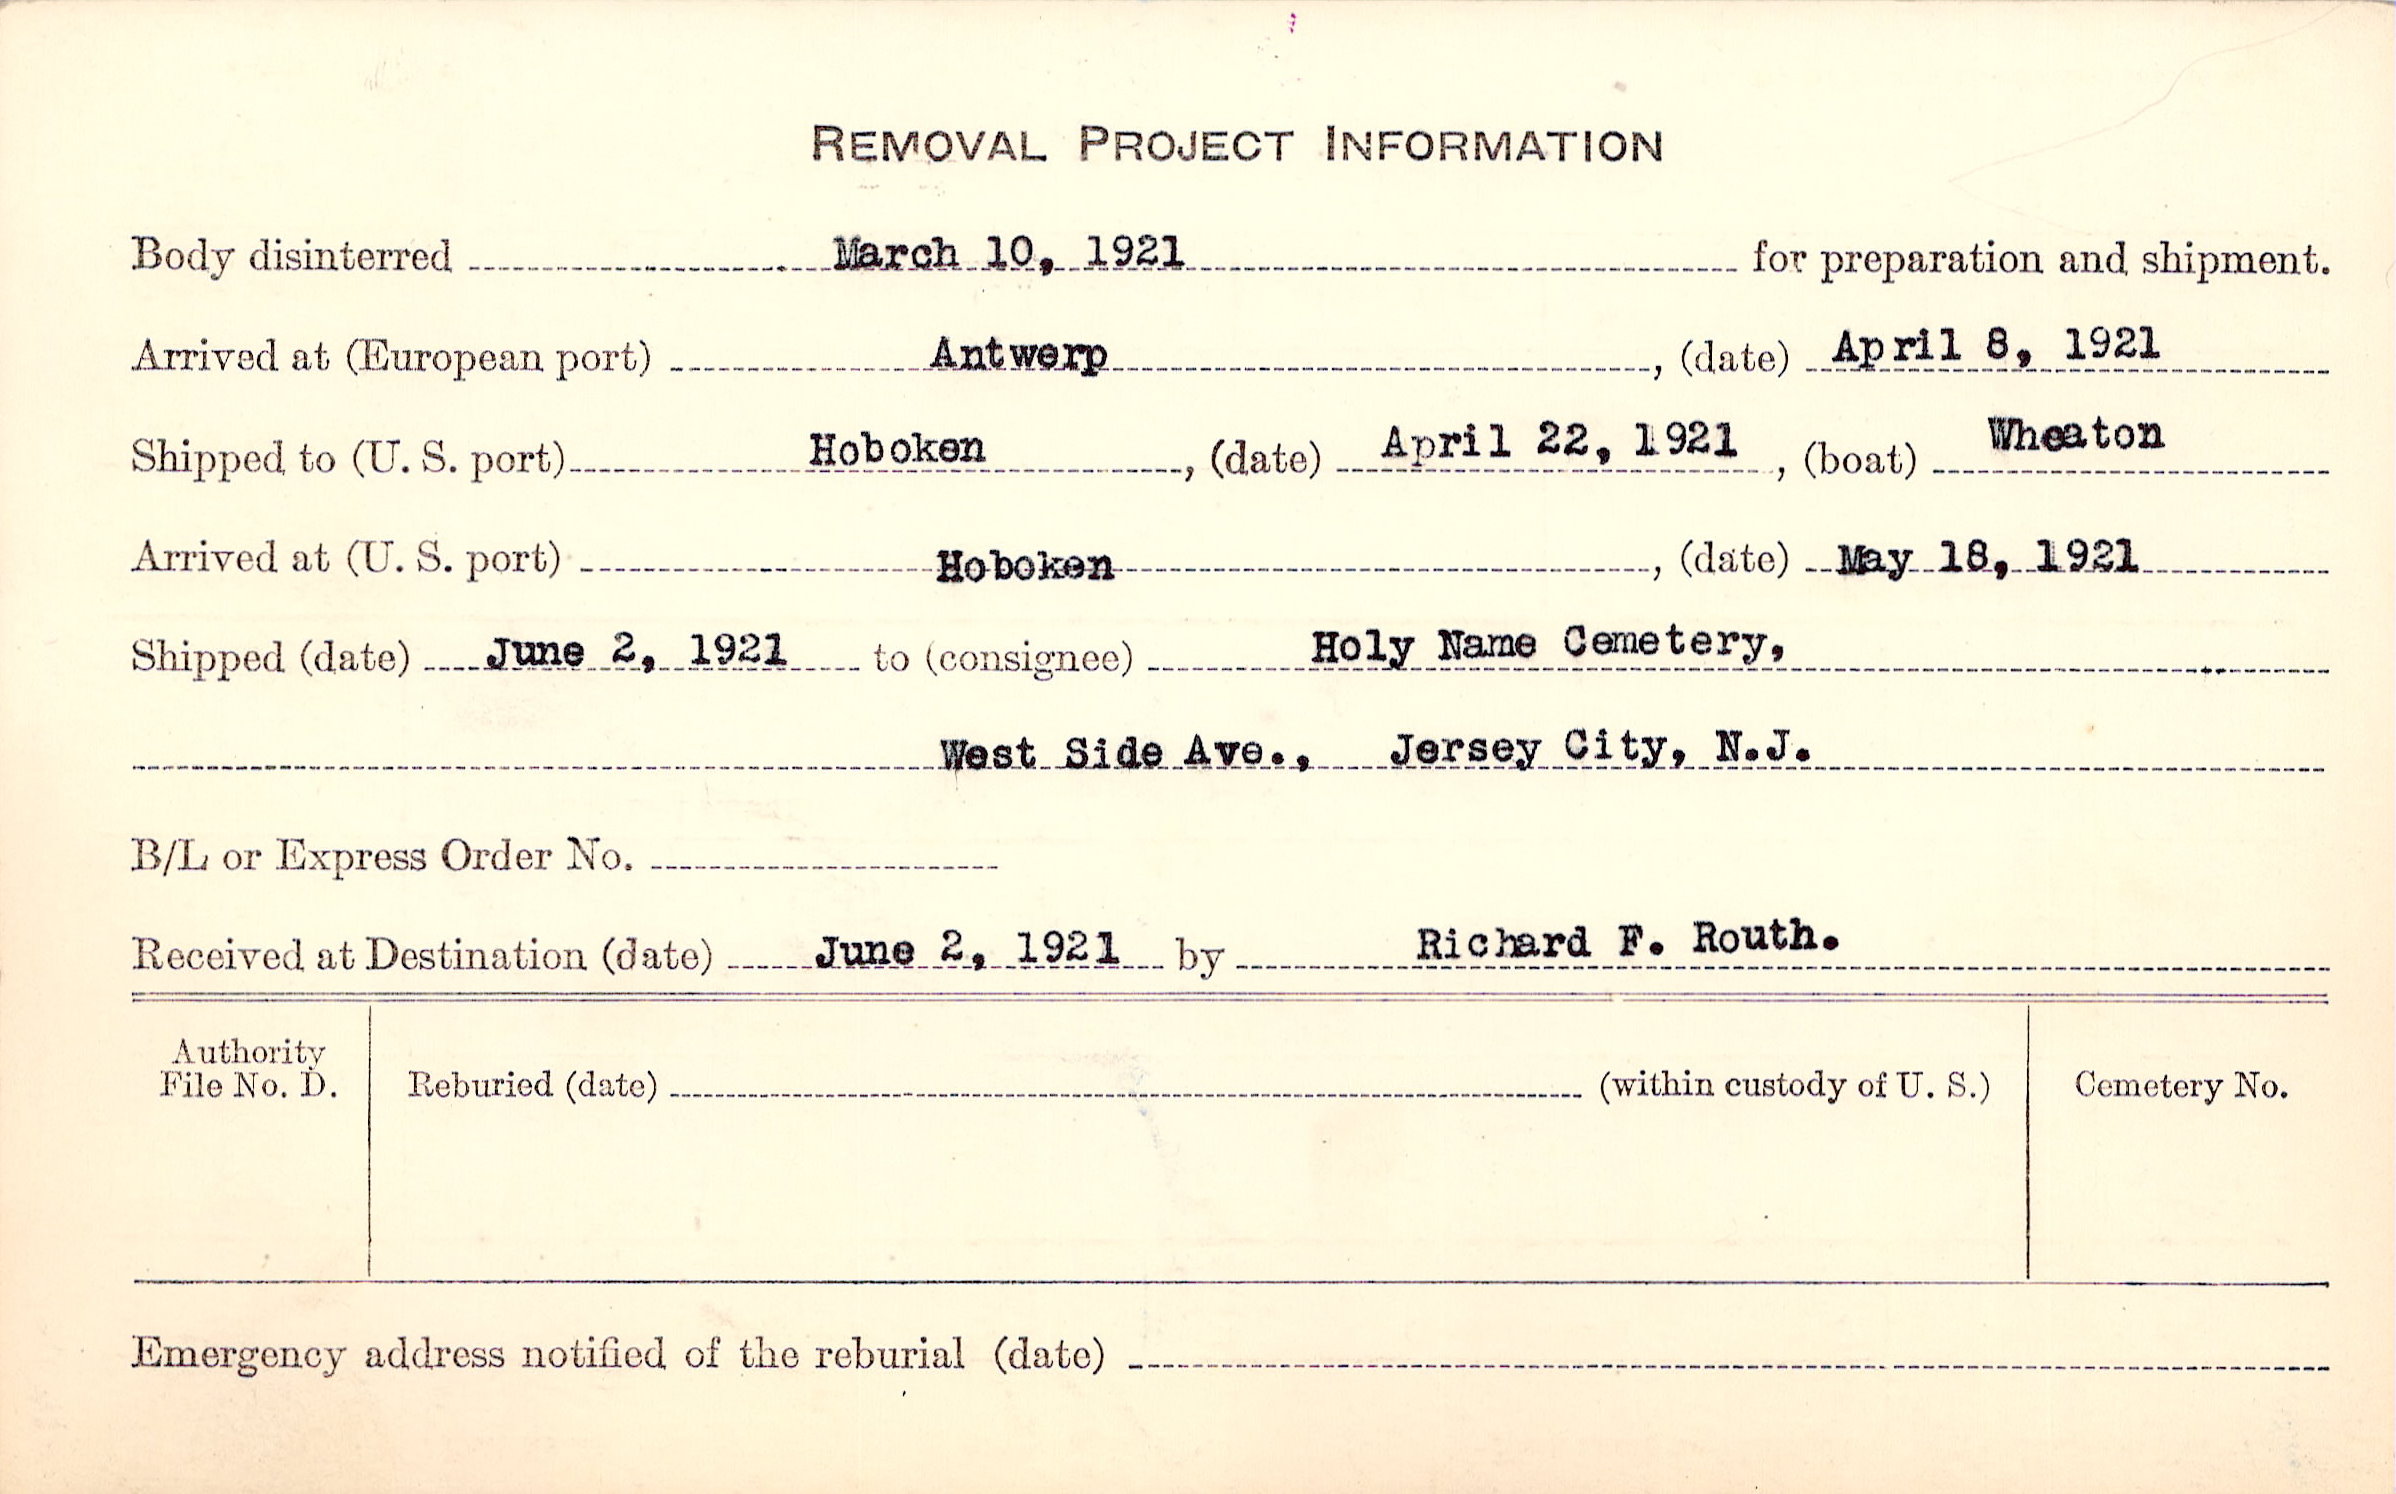 REMOVAL PROJECT INFORMATION
Body disinterred March 10, 1921 for preparation and shipment.
Arrived at (European port) Antwerp, (date) April 8, 1921
Shipped to (U. S. port) Hoboken, (date) April 22, 1921, (boat) Wheaton
Arrived at (U. S. port) Hoboken, (date) May 18, 1921
Shipped (date) June 2, 1921 to (consignee) Holy Name Cemetery,
West Side Ave., Jersey City, N.J.
B/L or Express Order No.
Received at Destination (date) June 2, 1921 by Richard F. Routh.
Authority
File No. D.
Reburied (date) (within custody of U. S.)
Cemetery No.
Emergency address notified of the reburial (date)